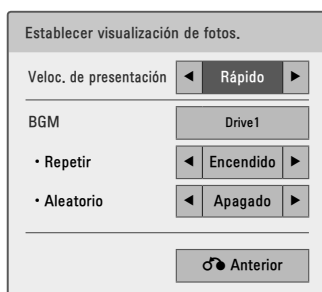 Establecer visualización de fotos.
Veloc. de presentación ◄ Rápido ►
BGM Drive1
• Repetir ◄ Encendido ►
• Aleatorio ◄ Apagado ►
Anterior